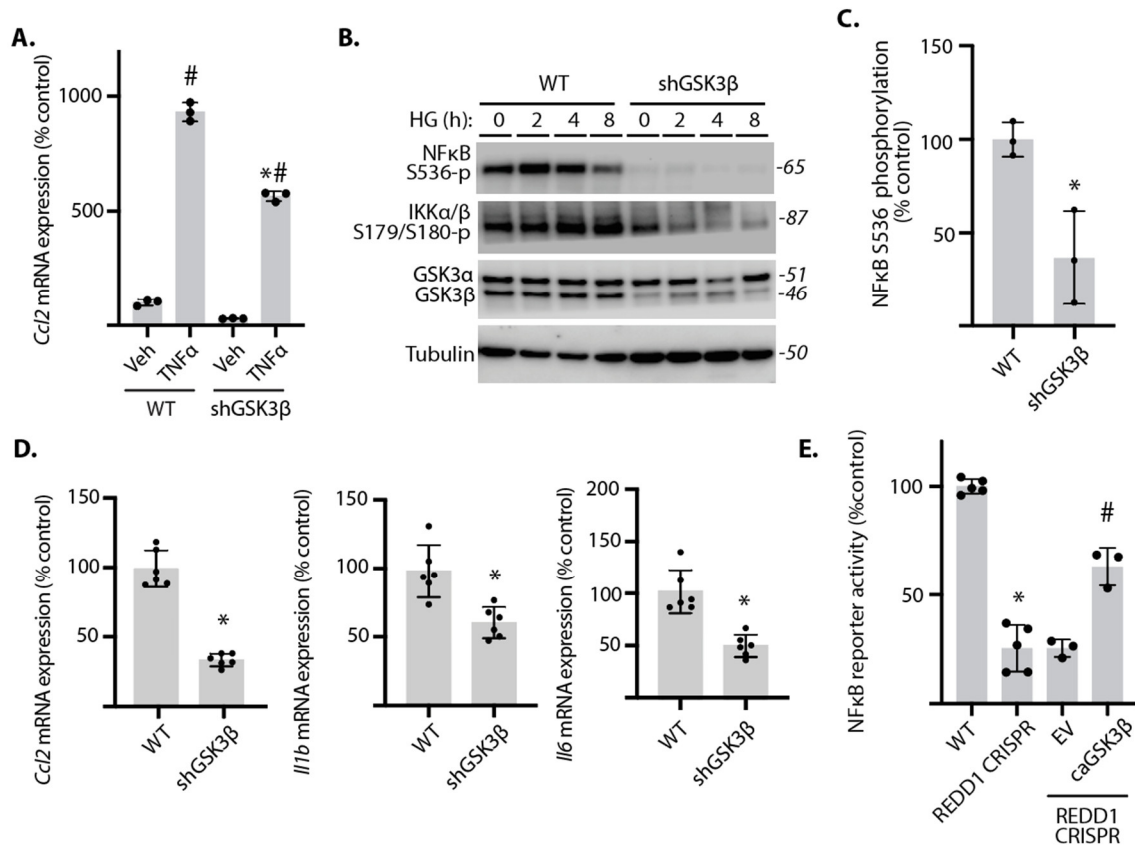 A.
Ccl2 mRNA expression (% control)
1000
500
#
*#
Veh
TNFα
Veh
TNFα
WT
shGSK3β
B.
WT
shGSK3β
HG (h):
0
2
4
8
0
2
4
8
NFκB
S536-p
-65
IKKα/β
S179/S180-p
-87
GSK3α
-51
GSK3β
-46
Tubulin
-50
C.
NFκB S536 phosphorylation
(% control)
150
100
50
0
*
WT
shGSK3β
D.
Ccl2 mRNA expression (% control)
150
100
50
*
WT
shGSK3β
Il1b mRNA expression (% control)
150
100
50
0
*
WT
shGSK3β
Il6 mRNA expression (% control)
200
150
100
50
0
*
WT
shGSK3β
E.
NFκB reporter activity (%control)
100
50
0
*
#
WT
REDD1 CRISPR
EV
caGSK3β
REDD1
CRISPR